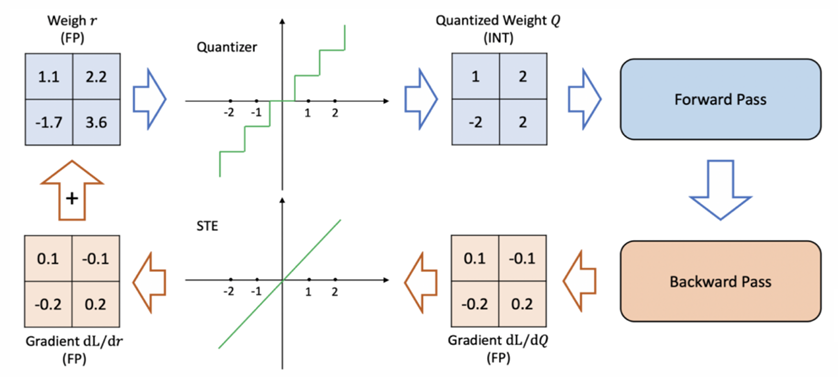 Weigh r
(FP)
1.1 2.2
-1.7 3.6
Quantizer
-2 -1 1 2
Quantized Weight Q
(INT)
1 2
-2 2
Forward Pass
+
0.1 -0.1
-0.2 0.2
Gradient dL/dr
(FP)
STE
-2 -1 1 2
0.1 -0.1
-0.2 0.2
Gradient dL/dQ
(FP)
Backward Pass